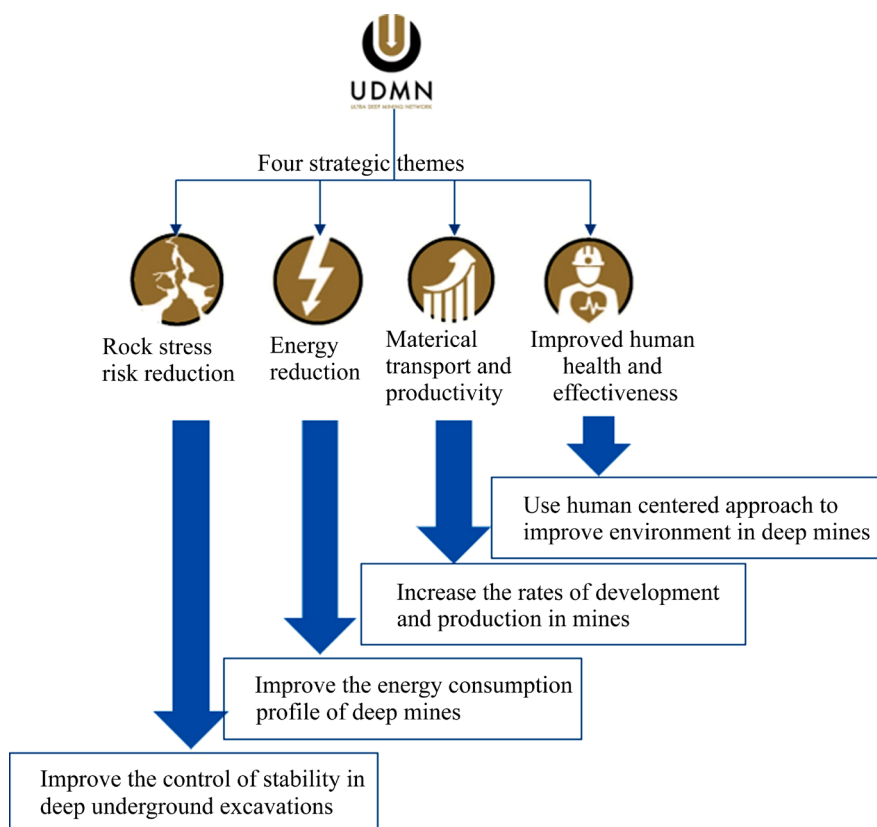 UDMN
ULTRA DEEP MINING NETWORK
Four strategic themes
Rock stress
risk reduction
Energy
reduction
Materical
transport and
productivity
Improved human
health and
effectiveness
Use human centered approach to
improve environment in deep mines
Increase the rates of development
and production in mines
Improve the energy consumption
profile of deep mines
Improve the control of stability in
deep underground excavations